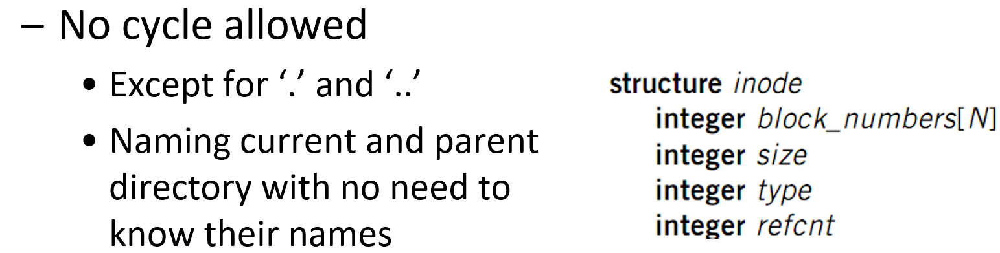 – No cycle allowed
• Except for ‘.’ and ‘..’
• Naming current and parent
directory with no need to
know their names
structure inode
integer block_numbers[N]
integer size
integer type
integer refcnt